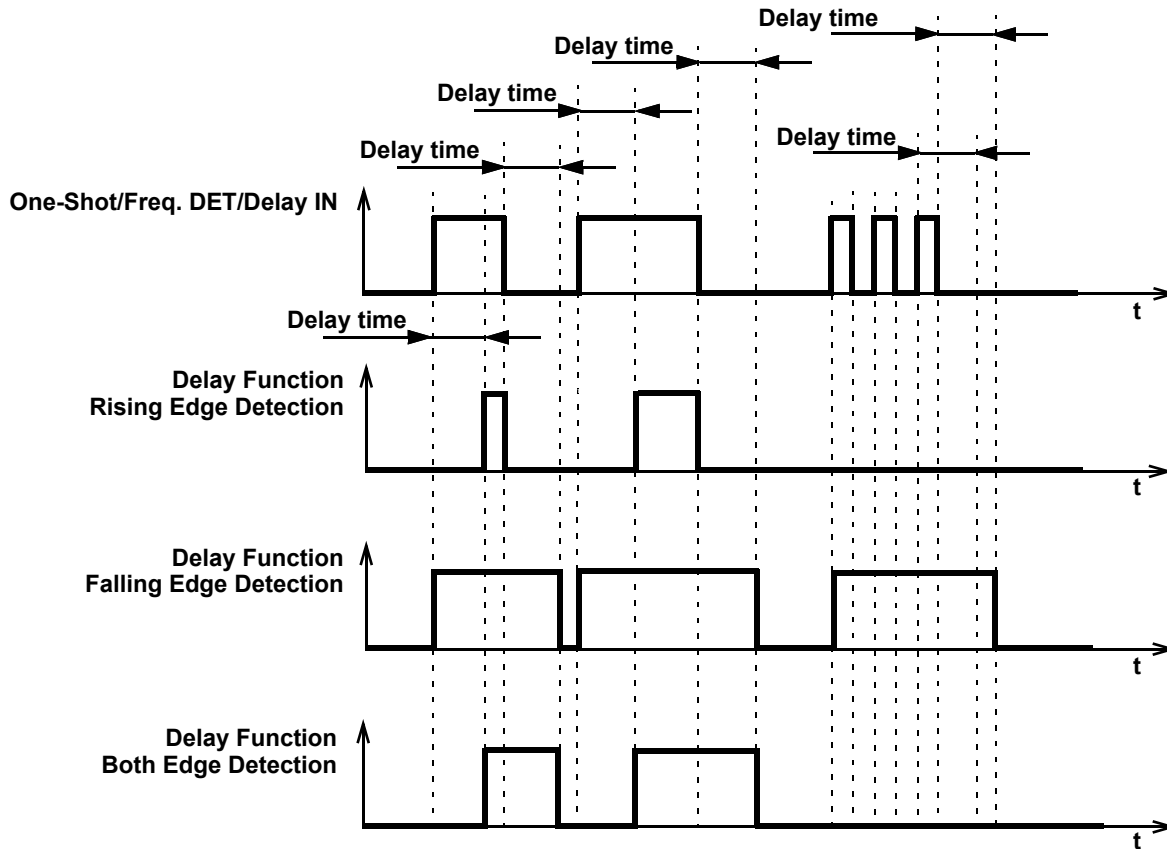 Delay time
Delay time
Delay time
Delay time
Delay time
One-Shot/Freq. DET/Delay IN
t
Delay time
Delay Function
Rising Edge Detection
t
Delay Function
Falling Edge Detection
t
Delay Function
Both Edge Detection
t